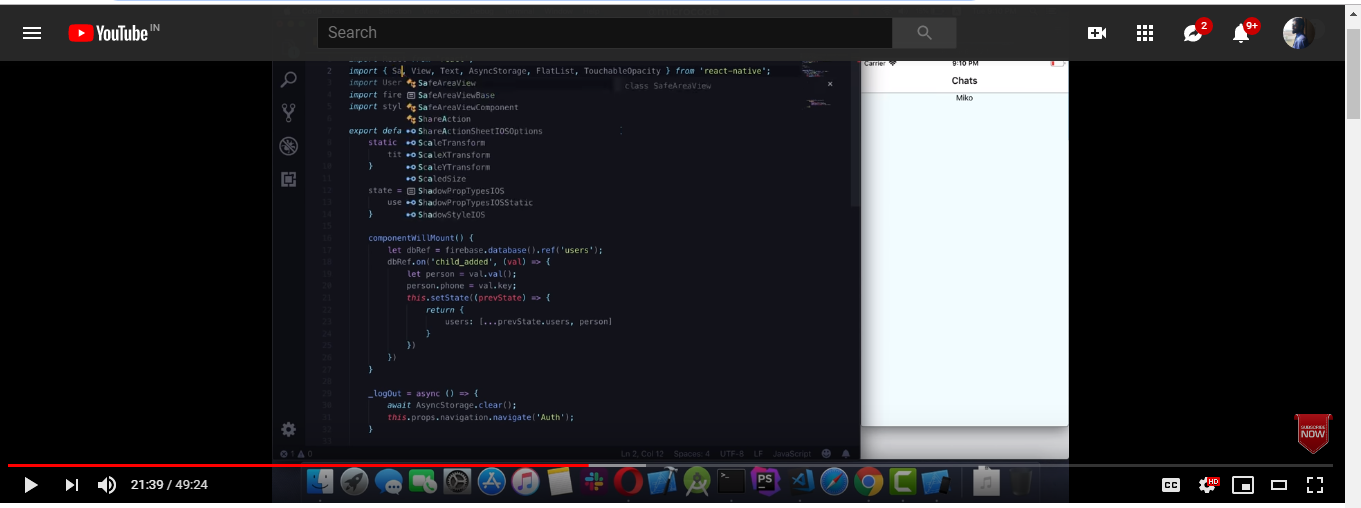 YouTube IN
Search
2
9+
2 import { Sa, View, Text, AsyncStorage, FlatList, TouchableOpacity } from 'react-native';
import User SafeAreaView class SafeAreaView
import fire SafeAreaViewBase
import styl SafeAreaViewComponent
ShareAction
export defa ShareActionSheetIOSOptions
static ScaleTransform
tit ScaleXTransform
} ScaleYTransform
ScaledSize
state = ShadowPropTypesIOS
use ShadowPropTypesIOSStatic
} ShadowStyleIOS
componentWillMount() {
let dbRef = firebase.database().ref('users');
dbRef.on('child_added', (val) => {
let person = val.val();
person.phone = val.key;
this.setState((prevState) => {
return {
users: [...prevState.users, person]
}
})
})
}
_logOut = async () => {
await AsyncStorage.clear();
this.props.navigation.navigate('Auth');
}
1 0 Ln 2, Col 12 Spaces: 4 UTF-8 LF JavaScript
Carrier 9:10 PM
Chats
Miko
SUBSCRIBE
NOW
PS
21:39 / 49:24
CC HD